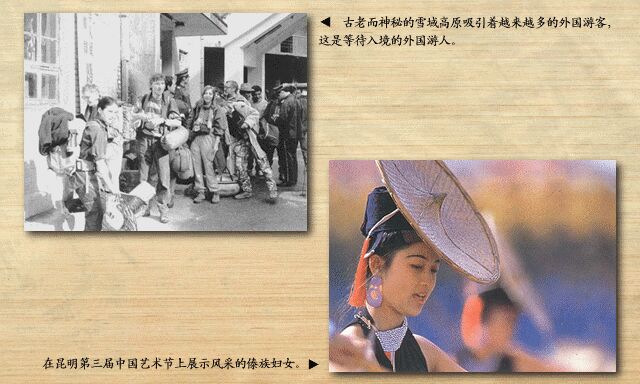 ◀ 古老而神秘的雪域高原吸引着越来越多的外国游客，
这是等待入境的外国游人。
在昆明第三届中国艺术节上展示风采的傣族妇女。▶